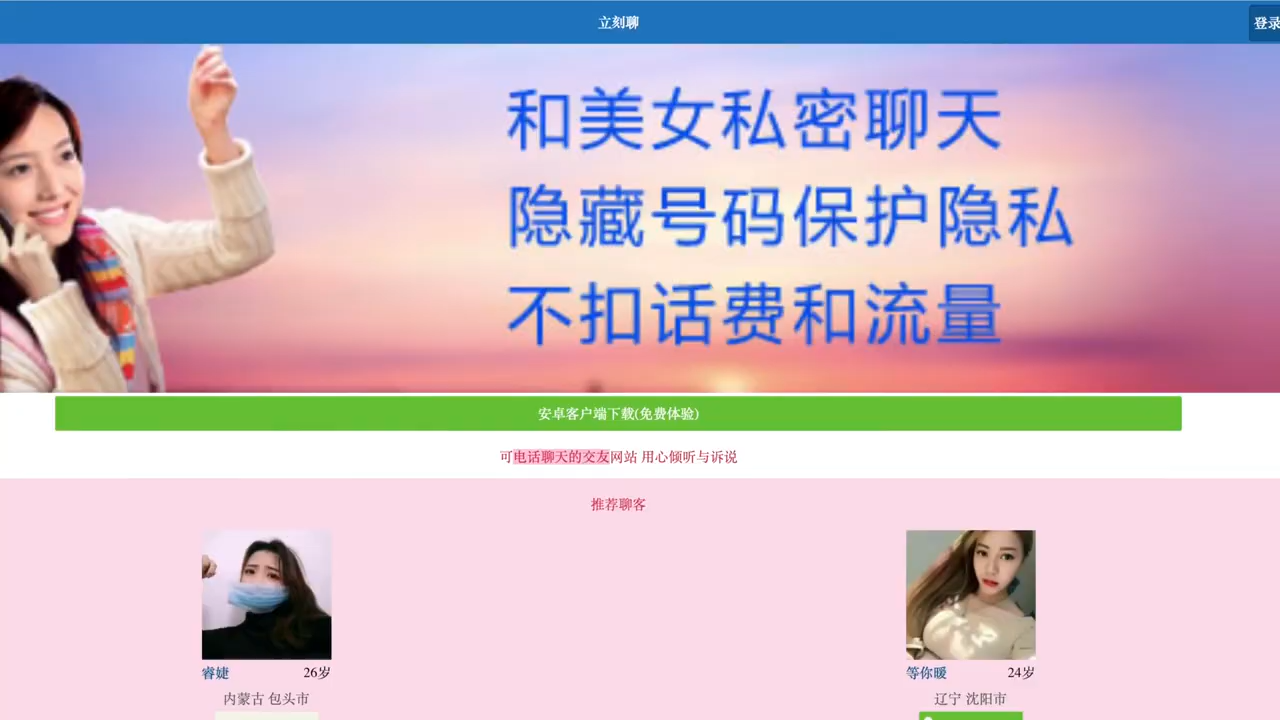 立刻聊
登录
和美女私密聊天
隐藏号码保护隐私
不扣话费和流量
安卓客户端下载(免费体验)
可电话聊天的交友网站 用心倾听与诉说
推荐聊客
睿婕 26岁
内蒙古 包头市
等你暖 24岁
辽宁 沈阳市